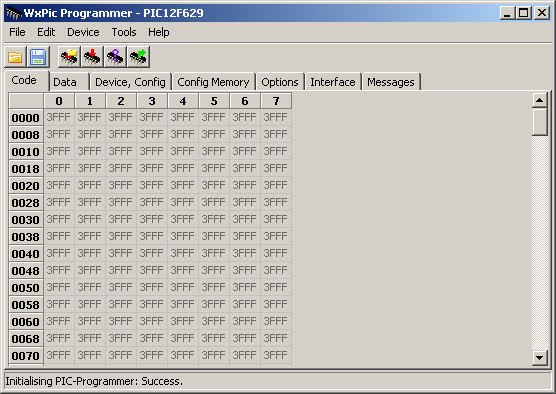 WxPic Programmer - PIC12F629
File Edit Device Tools Help
Code Data Device, Config Config Memory Options Interface Messages
0 1 2 3 4 5 6 7
0000 3FFF 3FFF 3FFF 3FFF 3FFF 3FFF 3FFF 3FFF
0008 3FFF 3FFF 3FFF 3FFF 3FFF 3FFF 3FFF 3FFF
0010 3FFF 3FFF 3FFF 3FFF 3FFF 3FFF 3FFF 3FFF
0018 3FFF 3FFF 3FFF 3FFF 3FFF 3FFF 3FFF 3FFF
0020 3FFF 3FFF 3FFF 3FFF 3FFF 3FFF 3FFF 3FFF
0028 3FFF 3FFF 3FFF 3FFF 3FFF 3FFF 3FFF 3FFF
0030 3FFF 3FFF 3FFF 3FFF 3FFF 3FFF 3FFF 3FFF
0038 3FFF 3FFF 3FFF 3FFF 3FFF 3FFF 3FFF 3FFF
0040 3FFF 3FFF 3FFF 3FFF 3FFF 3FFF 3FFF 3FFF
0048 3FFF 3FFF 3FFF 3FFF 3FFF 3FFF 3FFF 3FFF
0050 3FFF 3FFF 3FFF 3FFF 3FFF 3FFF 3FFF 3FFF
0058 3FFF 3FFF 3FFF 3FFF 3FFF 3FFF 3FFF 3FFF
0060 3FFF 3FFF 3FFF 3FFF 3FFF 3FFF 3FFF 3FFF
0068 3FFF 3FFF 3FFF 3FFF 3FFF 3FFF 3FFF 3FFF
0070 3FFF 3FFF 3FFF 3FFF 3FFF 3FFF 3FFF 3FFF
Initialising PIC-Programmer: Success.